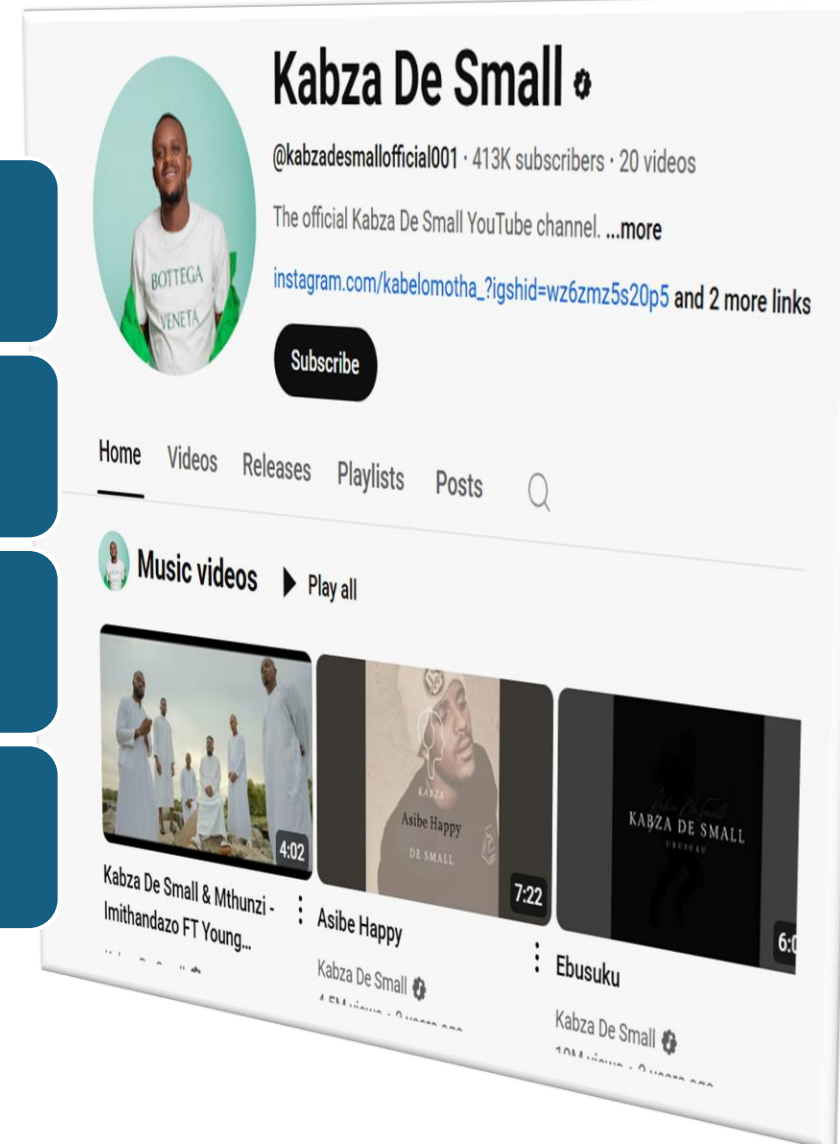 Kabza De Small
@kabzadesmallofficial001 · 413K subscribers · 20 videos
The official Kabza De Small YouTube channel. ...more
instagram.com/kabelomotha_?igshid=wz6zmz5s20p5 and 2 more links
BOTTEGA
VENETA
Subscribe
Home Videos Releases Playlists Posts
Music videos Play all
4:02
Kabza De Small & Mthunzi -
Imithandazo FT Young...
KABZA
Asibe Happy
DE SMALL
7:22
Asibe Happy
Kabza De Small
KABZA DE SMALL
EBUSUKU
Ebusuku
Kabza De Small